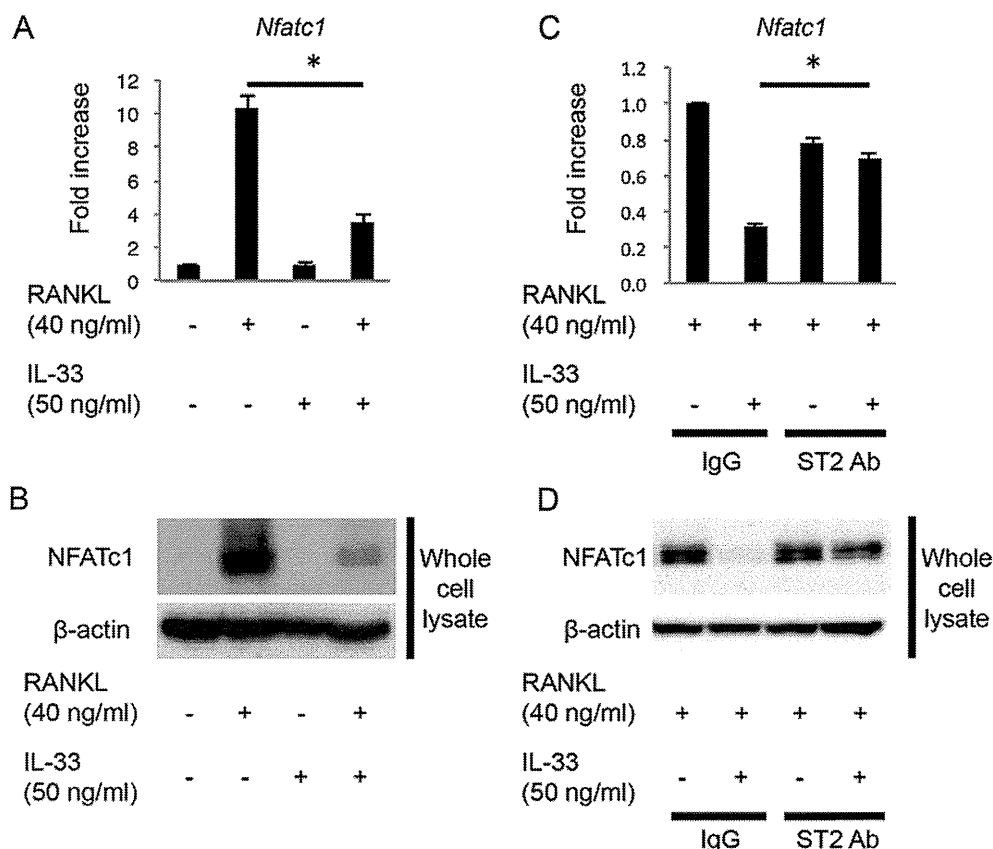 A
Nfatc1
*
Fold increase
12
10
8
6
4
2
0
RANKL
(40 ng/ml) - + - +
IL-33
(50 ng/ml) - - + +
C
Nfatc1
*
Fold increase
1.2
1.0
0.8
0.6
0.4
0.2
0.0
RANKL
(40 ng/ml) + + + +
IL-33
(50 ng/ml) - + - +
IgG ST2 Ab
B
NFATc1
β-actin
Whole
cell
lysate
RANKL
(40 ng/ml) - + - +
IL-33
(50 ng/ml) - - + +
D
NFATc1
β-actin
Whole
cell
lysate
RANKL
(40 ng/ml) + + + +
IL-33
(50 ng/ml) - + - +
IgG ST2 Ab